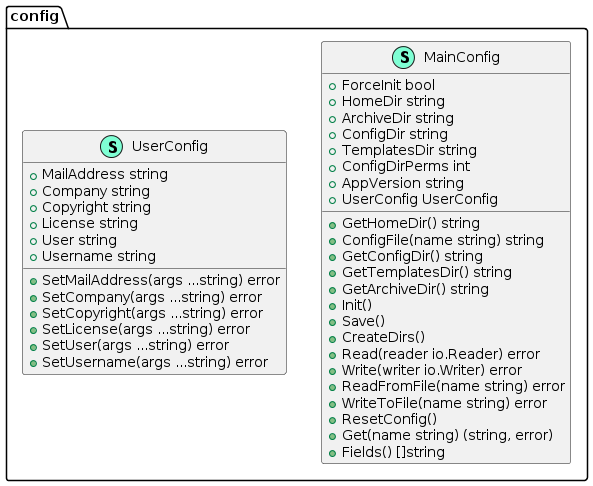 config
S UserConfig
MailAddress string
Company string
Copyright string
License string
User string
Username string
SetMailAddress(args ...string) error
SetCompany(args ...string) error
SetCopyright(args ...string) error
SetLicense(args ...string) error
SetUser(args ...string) error
SetUsername(args ...string) error
S MainConfig
ForceInit bool
HomeDir string
ArchiveDir string
ConfigDir string
TemplatesDir string
ConfigDirPerms int
AppVersion string
UserConfig UserConfig
GetHomeDir() string
ConfigFile(name string) string
GetConfigDir() string
GetTemplatesDir() string
GetArchiveDir() string
Init()
Save()
CreateDirs()
Read(reader io.Reader) error
Write(writer io.Writer) error
ReadFromFile(name string) error
WriteToFile(name string) error
ResetConfig()
Get(name string) (string, error)
Fields() []string